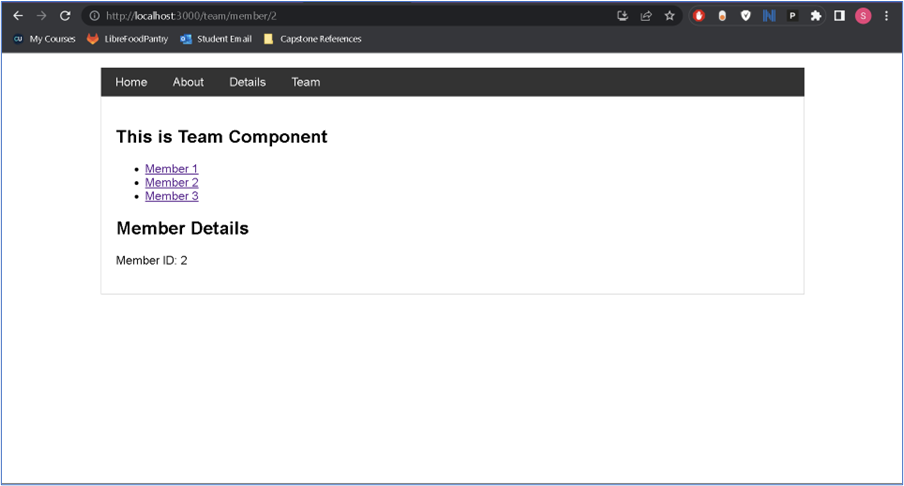 http://localhost:3000/team/member/2
N P S
CU My Courses LibreFoodPantry Student Email Capstone References
Home About Details Team
This is Team Component
Member 1
Member 2
Member 3
Member Details
Member ID: 2